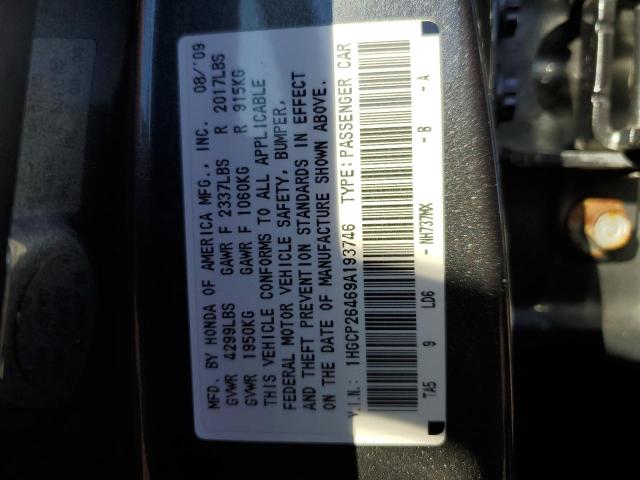 MFD. BY HONDA OF AMERICA MFG., INC. 08/'09
GVWR 4299LBS GAWR F 2337LBS R 2017LBS
GVWR 1950KG GAWR F 1060KG R 915KG
THIS VEHICLE CONFORMS TO ALL APPLICABLE
FEDERAL MOTOR VEHICLE SAFETY, BUMPER,
AND THEFT PREVENTION STANDARDS IN EFFECT
ON THE DATE OF MANUFACTURE SHOWN ABOVE.
V.I.N.: 1HGCP26469A193746 TYPE: PASSENGER CAR
TA5 9 LD6 - NH737MX - B - A